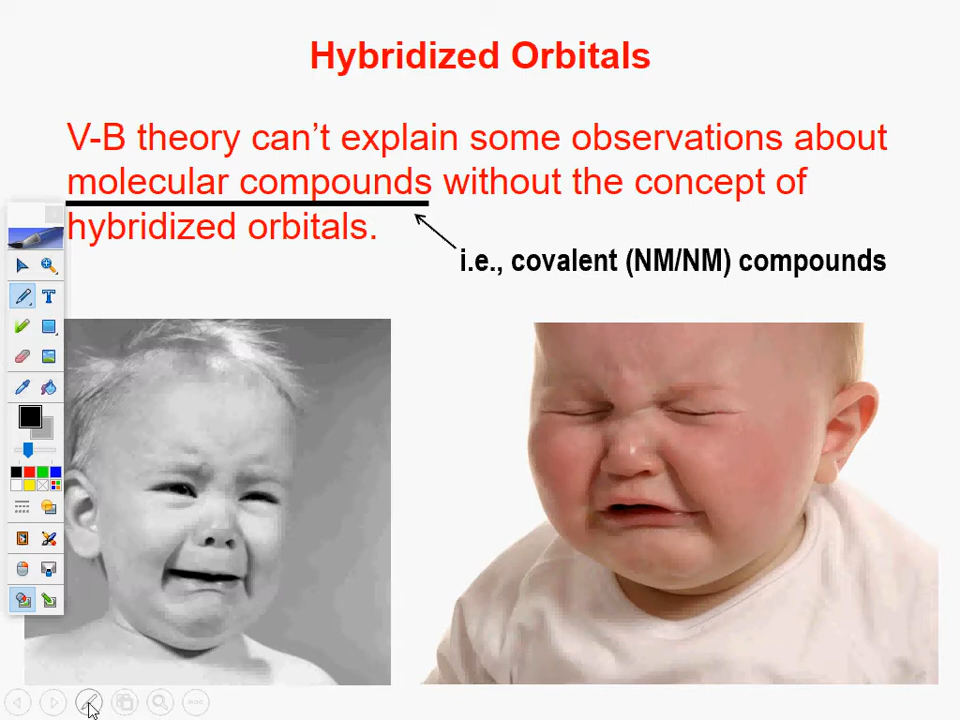 Hybridized Orbitals
V-B theory can’t explain some observations about
molecular compounds without the concept of
hybridized orbitals.
i.e., covalent (NM/NM) compounds
T